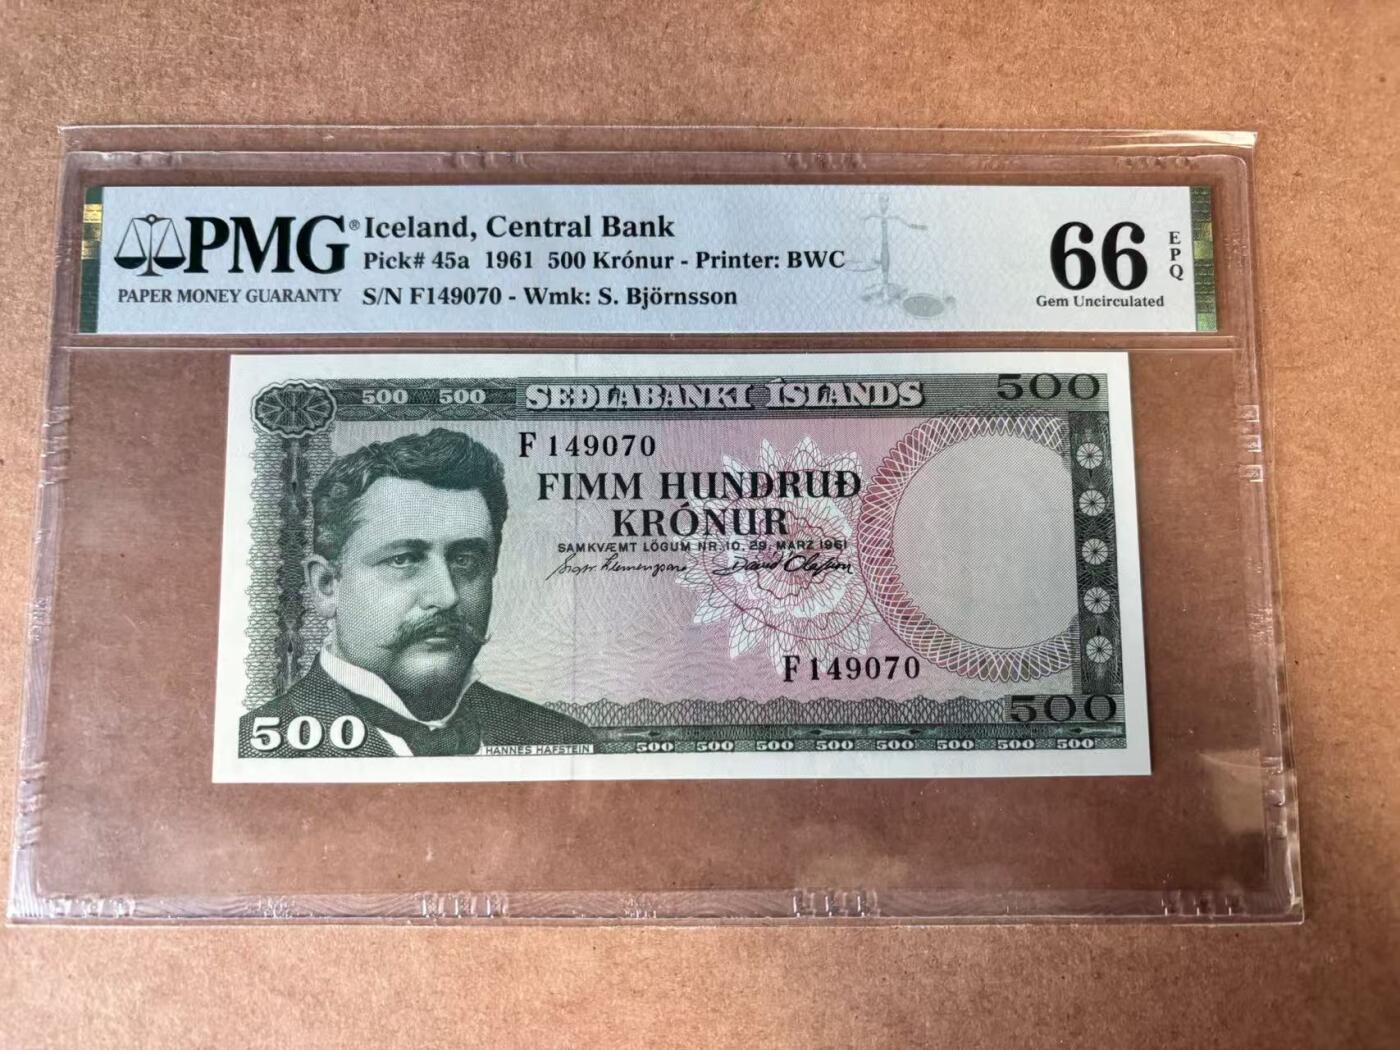 PMG® Iceland, Central Bank
Pick# 45a 1961 500 Krónur - Printer: BWC
PAPER MONEY GUARANTY S/N F149070 - Wmk: S. Björnsson
66 EPQ
Gem Uncirculated
500 500 SEÐLABANKI ÍSLANDS 500
F 149070
FIMM HUNDRUÐ
KRÓNUR
SAMKVÆMT LÖGUM NR. 10, 29. MARZ 1961
F 149070
500
500
HANNES HAFSTEIN
500 500 500 500 500 500 500 500